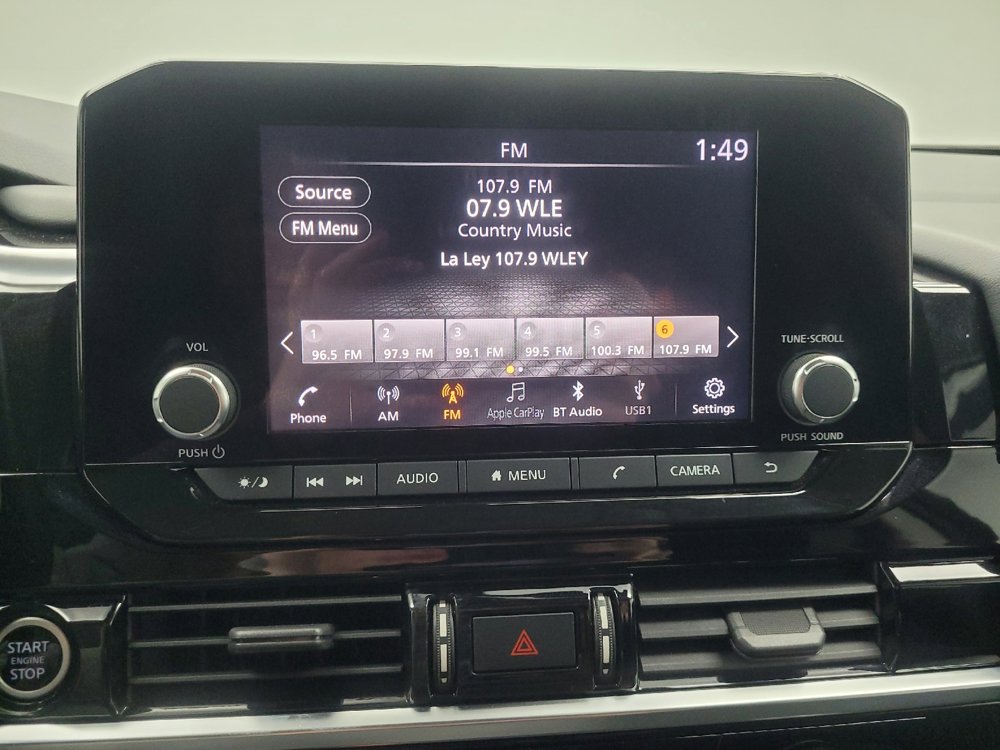 FM
1:49
Source
FM Menu
107.9 FM
07.9 WLE
Country Music
La Ley 107.9 WLEY
1
96.5 FM
2
97.9 FM
3
99.1 FM
4
99.5 FM
5
100.3 FM
6
107.9 FM
Phone
AM
FM
Apple CarPlay
BT Audio
USB1
Settings
VOL
PUSH
TUNE-SCROLL
PUSH SOUND
AUDIO
MENU
CAMERA
START
ENGINE
STOP